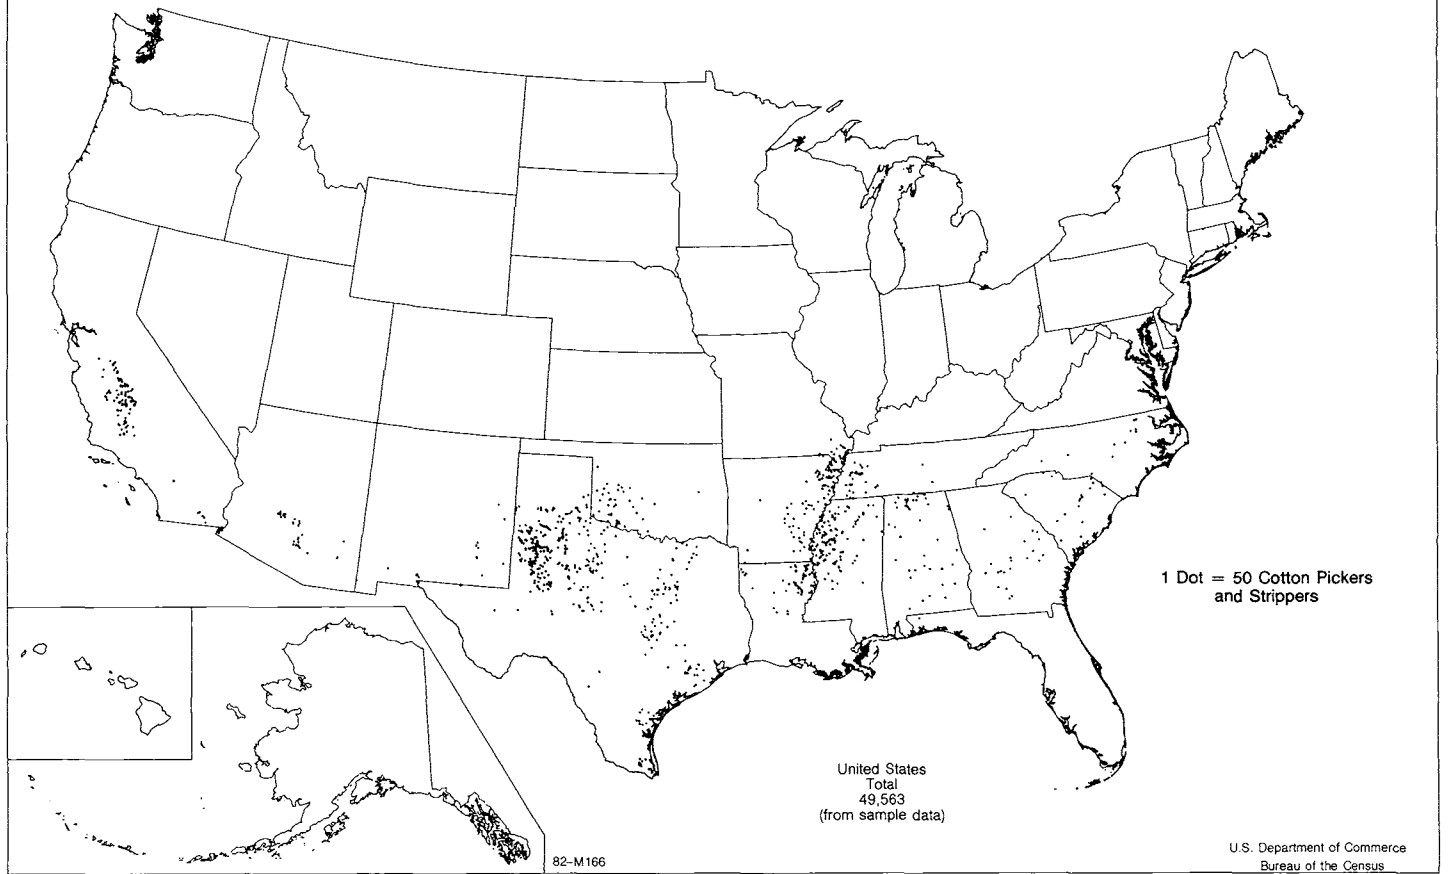 1 Dot = 50 Cotton Pickers
and Strippers
United States
Total
49,563
(from sample data)
82-M166
U.S. Department of Commerce
Bureau of the Census